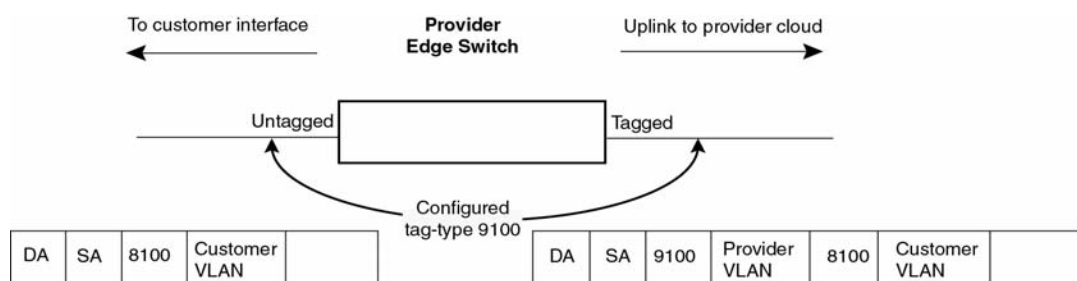 To customer interface
Provider
Edge Switch
Uplink to provider cloud
Untagged
Tagged
Configured
tag-type 9100
DA SA 8100 Customer
VLAN
DA SA 9100 Provider
VLAN 8100 Customer
VLAN